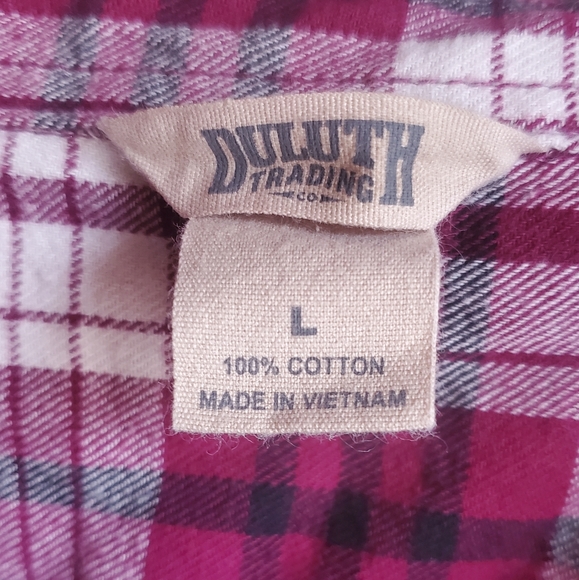 DULUTH
TRADING
CO
L
100% COTTON
MADE IN VIETNAM